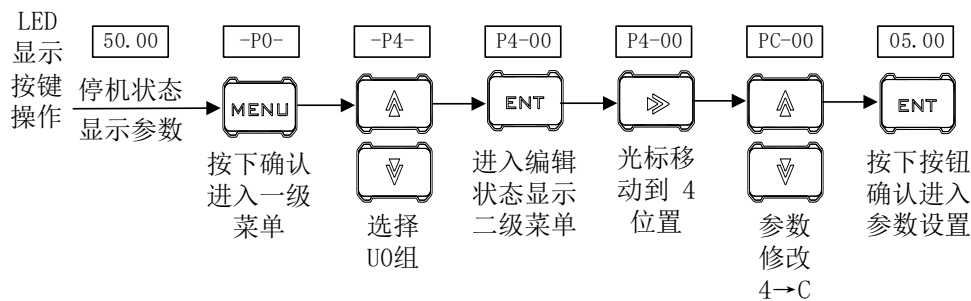 LED
显示
50.00
-P0-
-P4-
P4-00
P4-00
PC-00
05.00
按键
操作
停机状态
显示参数
MENU
ENT
ENT
按下确认
进入一级
菜单
选择
U0组
进入编辑
状态显示
二级菜单
光标移
动到 4
位置
参数
修改
4→C
按下按钮
确认进入
参数设置